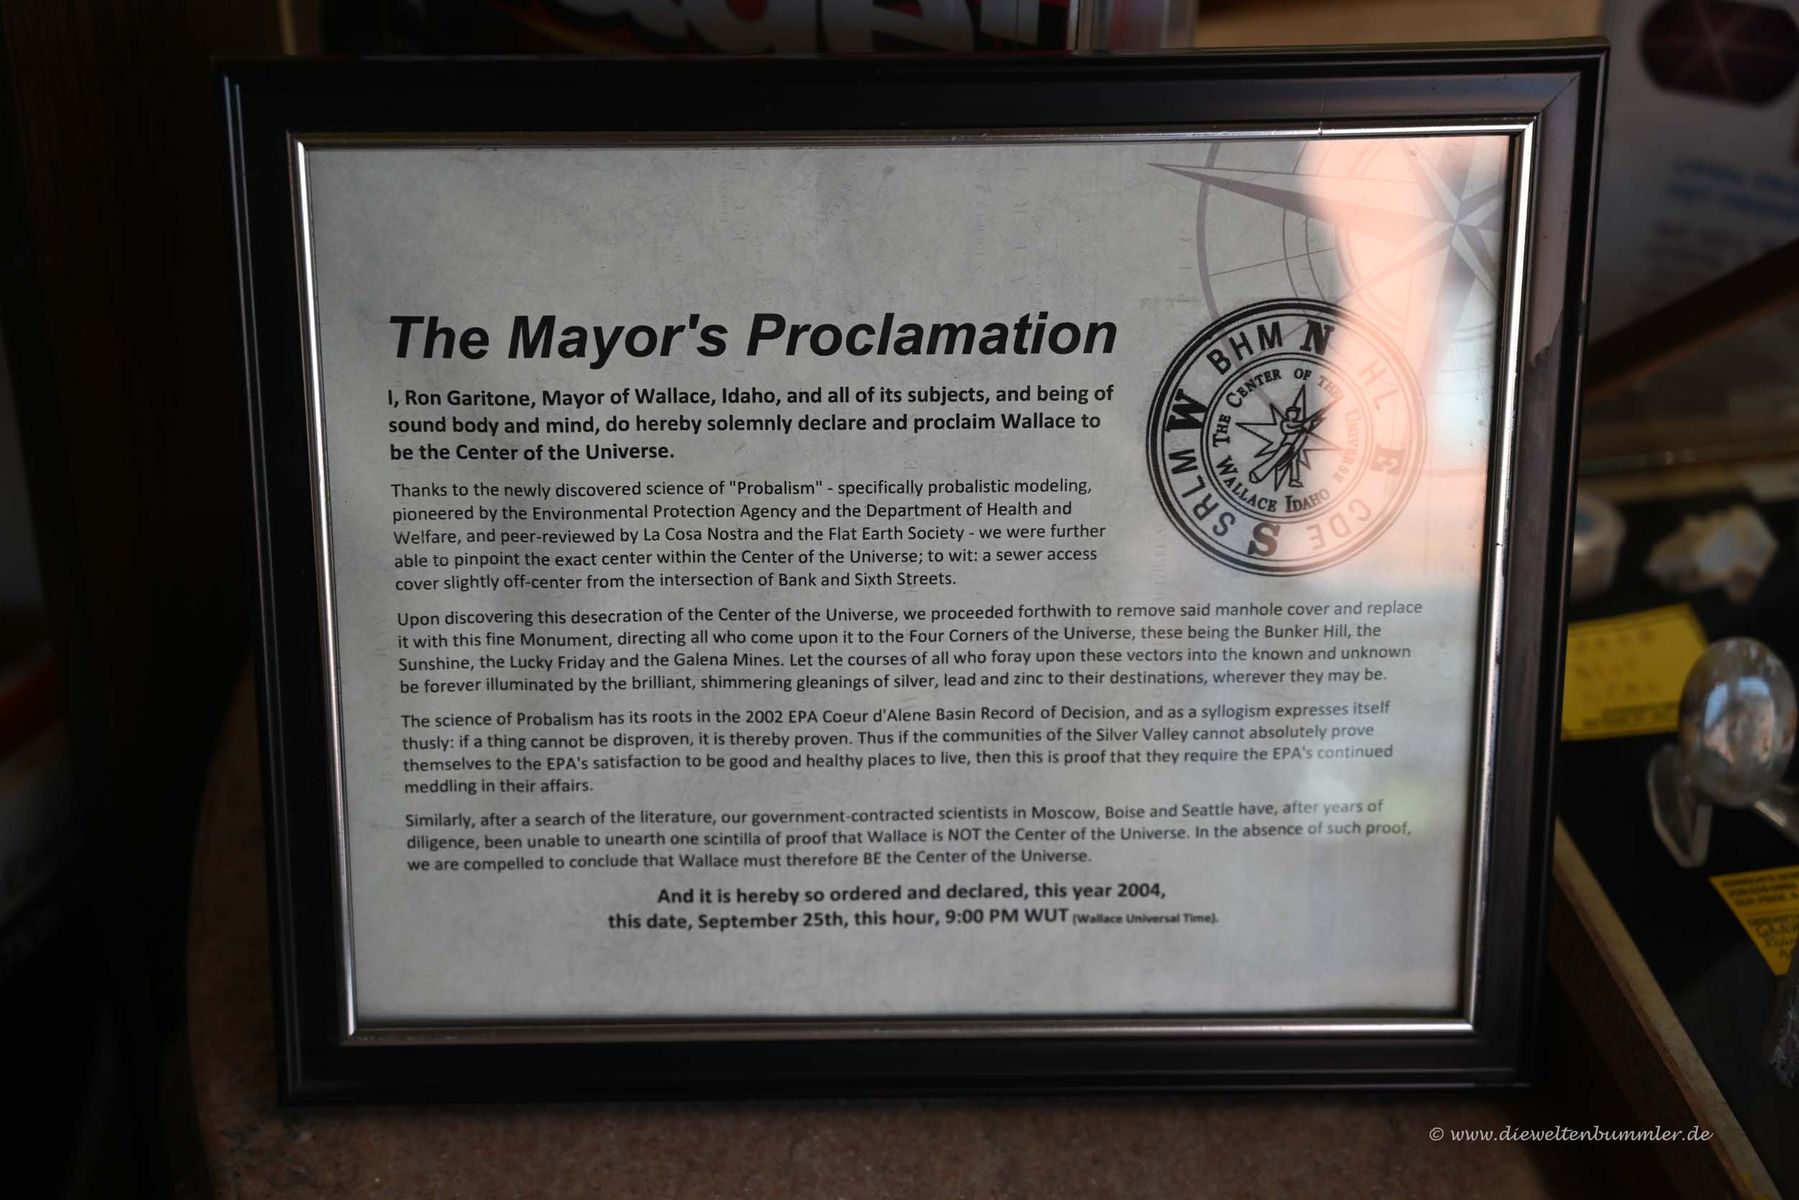 The Mayor's Proclamation
I, Ron Garitone, Mayor of Wallace, Idaho, and all of its subjects, and being of
sound body and mind, do hereby solemnly declare and proclaim Wallace to
be the Center of the Universe.
Thanks to the newly discovered science of "Probalism" - specifically probalistic modeling,
pioneered by the Environmental Protection Agency and the Department of Health and
Welfare, and peer-reviewed by La Cosa Nostra and the Flat Earth Society - we were further
able to pinpoint the exact center within the Center of the Universe; to wit: a sewer access
cover slightly off-center from the intersection of Bank and Sixth Streets.
BHM N HL E CDE S SRLM W
THE CENTER OF THE UNIVERSE
WALLACE IDAHO
Upon discovering this desecration of the Center of the Universe, we proceeded forthwith to remove said manhole cover and replace
it with this fine Monument, directing all who come upon it to the Four Corners of the Universe, these being the Bunker Hill, the
Sunshine, the Lucky Friday and the Galena Mines. Let the courses of all who foray upon these vectors into the known and unknown
be forever illuminated by the brilliant, shimmering gleanings of silver, lead and zinc to their destinations, wherever they may be.
The science of Probalism has its roots in the 2002 EPA Coeur d'Alene Basin Record of Decision, and as a syllogism expresses itself
thusly: if a thing cannot be disproven, it is thereby proven. Thus if the communities of the Silver Valley cannot absolutely prove
themselves to the EPA's satisfaction to be good and healthy places to live, then this is proof that they require the EPA's continued
meddling in their affairs.
Similarly, after a search of the literature, our government-contracted scientists in Moscow, Boise and Seattle have, after years of
diligence, been unable to unearth one scintilla of proof that Wallace is NOT the Center of the Universe. In the absence of such proof,
we are compelled to conclude that Wallace must therefore BE the Center of the Universe.
And it is hereby so ordered and declared, this year 2004,
this date, September 25th, this hour, 9:00 PM WUT (Wallace Universal Time).
© www.dieweltenbummler.de